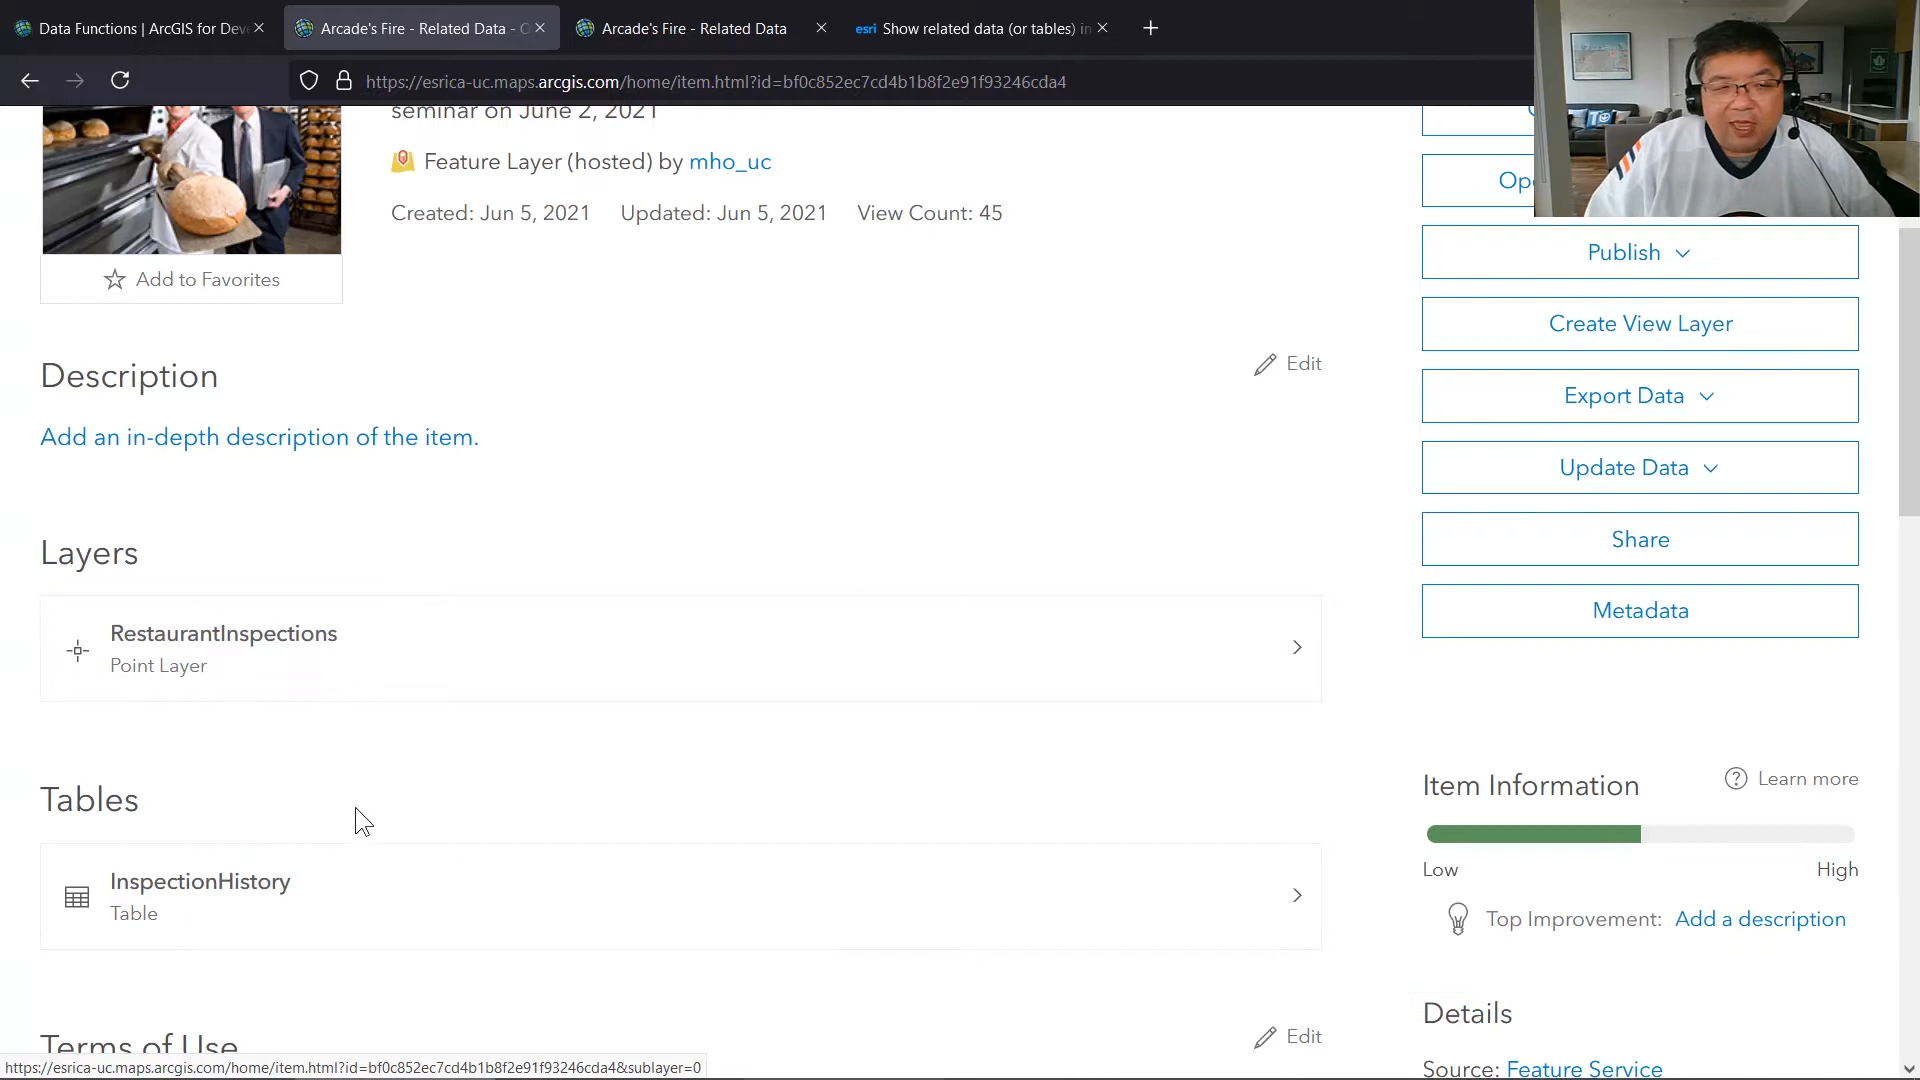 Data Functions | ArcGIS for Deve
Arcade's Fire - Related Data - O
Arcade's Fire - Related Data
esri Show related data (or tables) in
https://esrica-uc.maps.arcgis.com/home/item.html?id=bf0c852ec7cd4b1b8f2e91f93246cda4
seminar on June 2, 2021
Feature Layer (hosted) by mho_uc
Created: Jun 5, 2021 Updated: Jun 5, 2021 View Count: 45
Add to Favorites
Description
Edit
Add an in-depth description of the item.
Layers
RestaurantInspections
Point Layer
Tables
InspectionHistory
Table
Terms of Use
Edit
https://esrica-uc.maps.arcgis.com/home/item.html?id=bf0c852ec7cd4b1b8f2e91f93246cda4&sublayer=0
Publish
Create View Layer
Export Data
Update Data
Share
Metadata
Item Information
Learn more
Low High
Top Improvement: Add a description
Details
Source: Feature Service